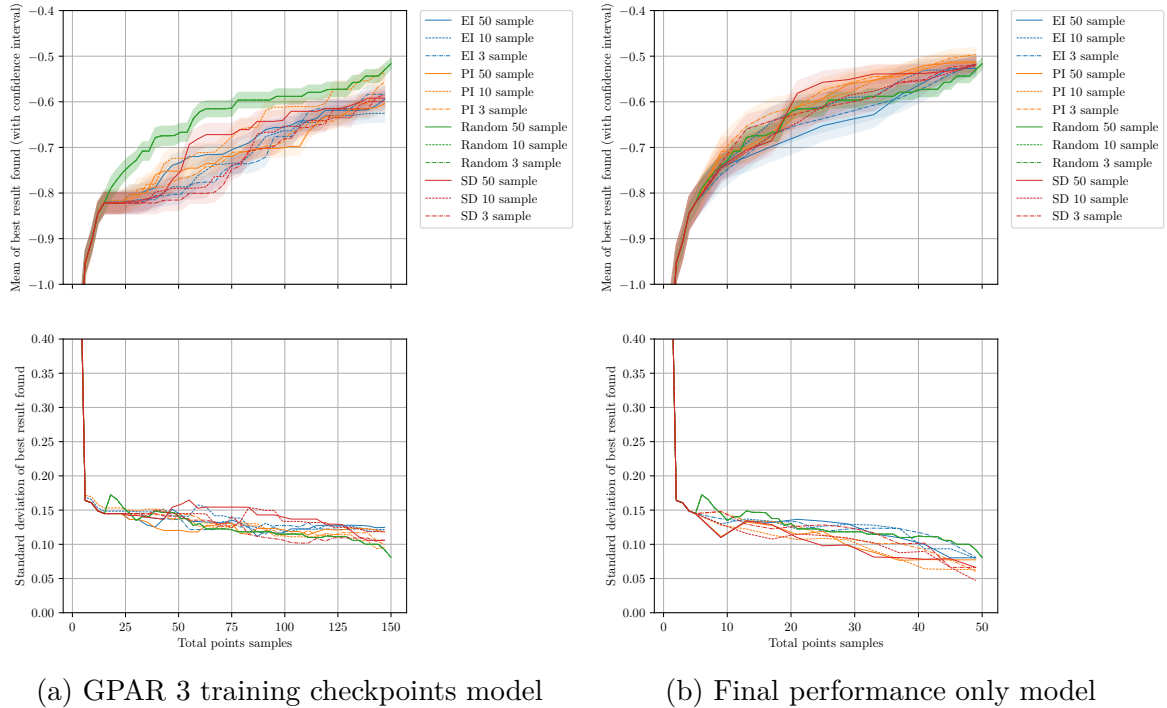 Mean of best result found (with confidence interval)
−0.4
−0.5
−0.6
−0.7
−0.8
−0.9
−1.0
EI 50 sample
EI 10 sample
EI 3 sample
PI 50 sample
PI 10 sample
PI 3 sample
Random 50 sample
Random 10 sample
Random 3 sample
SD 50 sample
SD 10 sample
SD 3 sample
Standard deviation of best result found
0.40
0.35
0.30
0.25
0.20
0.15
0.10
0.05
0.00
0
25
50
75
100
125
150
Total points samples
(a) GPAR 3 training checkpoints model
Mean of best result found (with confidence interval)
−0.4
−0.5
−0.6
−0.7
−0.8
−0.9
−1.0
EI 50 sample
EI 10 sample
EI 3 sample
PI 50 sample
PI 10 sample
PI 3 sample
Random 50 sample
Random 10 sample
Random 3 sample
SD 50 sample
SD 10 sample
SD 3 sample
Standard deviation of best result found
0.40
0.35
0.30
0.25
0.20
0.15
0.10
0.05
0.00
0
10
20
30
40
50
Total points samples
(b) Final performance only model